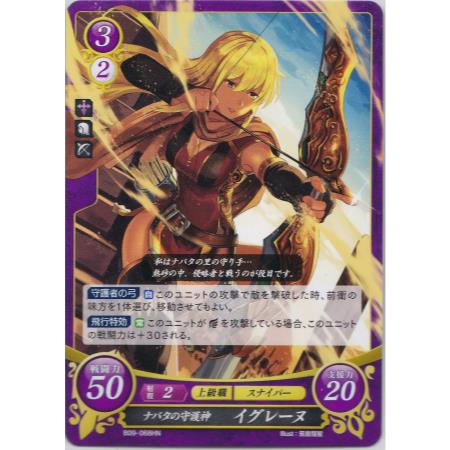 3
2
私はナバタの里の守り手…
熱砂の中、侵略者と戦うのが役目です。
守護者の弓 自 このユニットの攻撃で敵を撃破した時、前衛の
味方を1体選び、移動させてもよい。
飛行特効 常 このユニットが を攻撃している場合、このユニット
の戦闘力は+30される。
戦闘力
50
射程 2
上級職 スナイパー
支援力
20
ナバタの守護神 イグレーヌ
B09-068HN